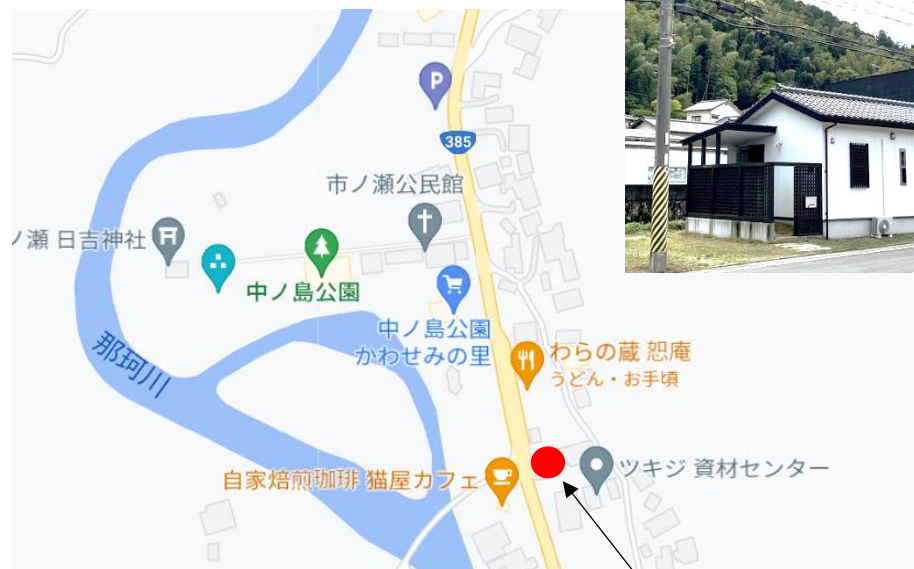 P
385
市ノ瀬公民館
ノ瀬 日吉神社
中ノ島公園
中ノ島公園
かわせみの里
那珂川
わらの蔵 恕庵
うどん・お手頃
自家焙煎珈琲 猫屋カフェ
ツキジ 資材センター